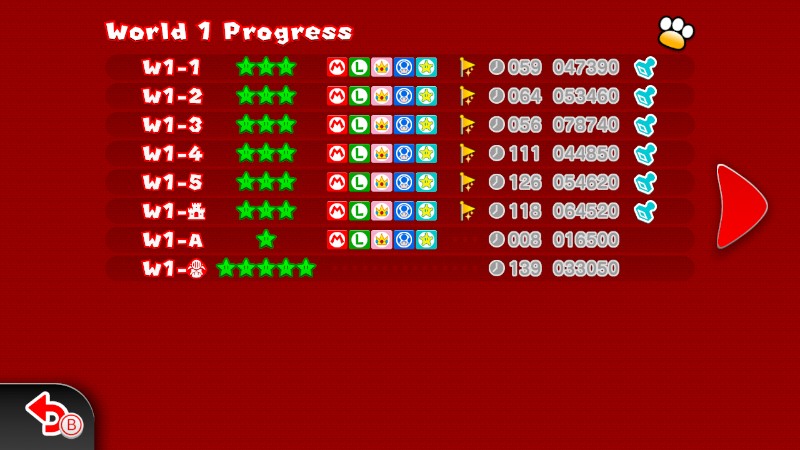 World 1 Progress
W1-1 M L 059 047390
W1-2 M L 064 053460
W1-3 M L 056 078740
W1-4 M L 111 044850
W1-5 M L 126 054620
W1- M L 118 064520
W1-A M L 008 016500
W1- 139 033050
B